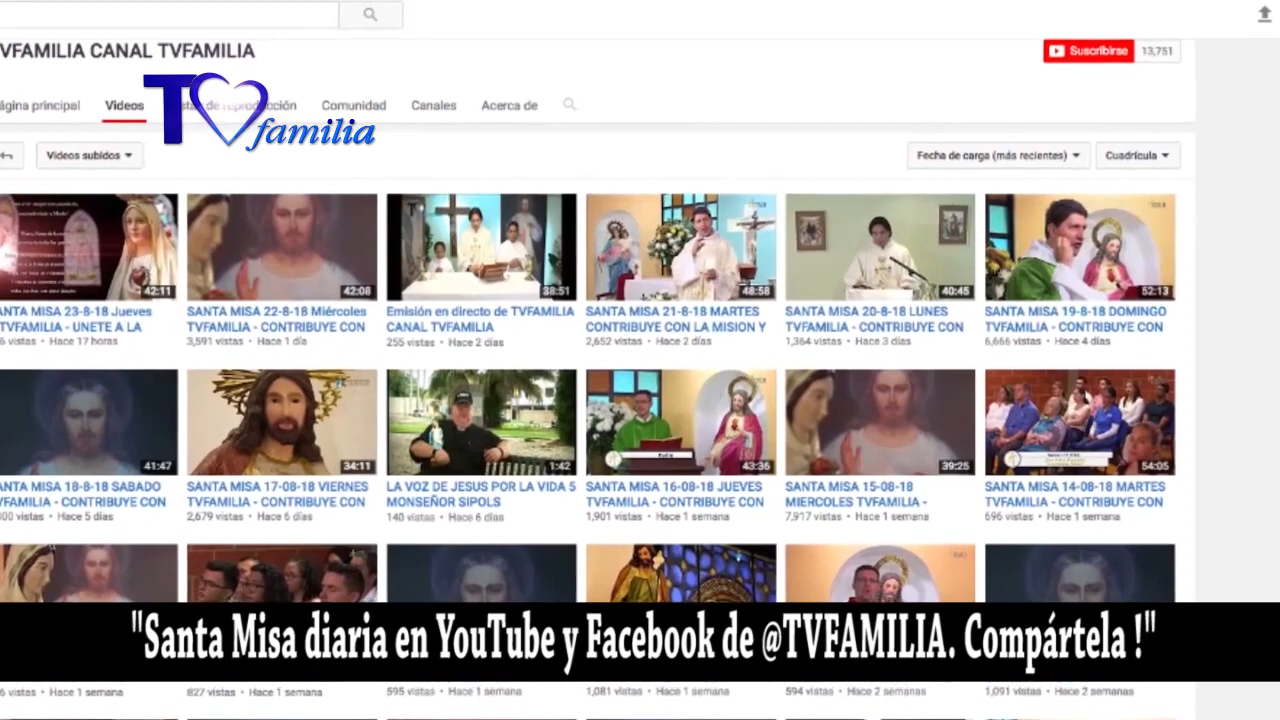 VFAMILIA CANAL TVFAMILIA
Suscribirse 13,751
TV familia
ágina principal Videos reproducción Comunidad Canales Acerca de
Videos subidos
Fecha de carga (más recientes) Cuadrícula
42:11 42:08 38:51 48:58 40:45 52:13
ANTA MISA 23-8-18 Jueves
TVFAMILIA - UNETE A LA
6 vistas • Hace 17 horas
SANTA MISA 22-8-18 Miércoles
TVFAMILIA - CONTRIBUYE CON
3,591 vistas • Hace 1 día
Emisión en directo de TVFAMILIA
CANAL TVFAMILIA
255 vistas • Hace 2 días
SANTA MISA 21-8-18 MARTES
CONTRIBUYE CON LA MISION Y
2,652 vistas • Hace 2 días
SANTA MISA 20-8-18 LUNES
TVFAMILIA - CONTRIBUYE CON
1,364 vistas • Hace 3 días
SANTA MISA 19-8-18 DOMINGO
TVFAMILIA - CONTRIBUYE CON
6,666 vistas • Hace 4 días
41:47 34:11 1:42 43:36 39:25 54:05
ANTA MISA 18-8-18 SABADO
VFAMILIA - CONTRIBUYE CON
00 vistas • Hace 5 días
SANTA MISA 17-08-18 VIERNES
TVFAMILIA - CONTRIBUYE CON
2,679 vistas • Hace 6 días
LA VOZ DE JESUS POR LA VIDA 5
MONSEÑOR SIPOLS
140 vistas • Hace 6 días
SANTA MISA 16-08-18 JUEVES
TVFAMILIA - CONTRIBUYE CON
1,901 vistas • Hace 1 semana
SANTA MISA 15-08-18
MIERCOLES TVFAMILIA -
7,917 vistas • Hace 1 semana
SANTA MISA 14-08-18 MARTES
TVFAMILIA - CONTRIBUYE CON
696 vistas • Hace 1 semana
"Santa Misa diaria en YouTube y Facebook de @TVFAMILIA. Compártela !"
6 vistas • Hace 1 semana
827 vistas • Hace 1 semana
595 vistas • Hace 1 semana
1,081 vistas • Hace 1 semana
594 vistas • Hace 2 semanas
1,091 vistas • Hace 2 semanas